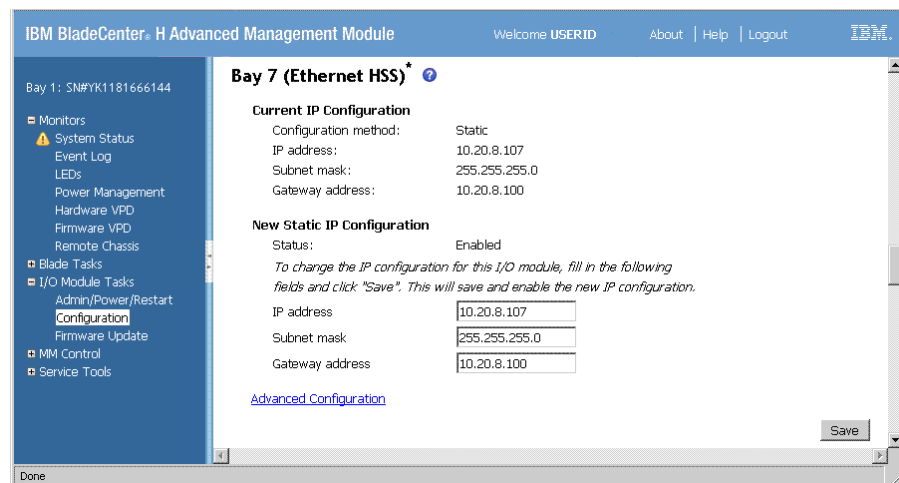 IBM BladeCenter® H Advanced Management Module Welcome USERID About | Help | Logout IBM.
Bay 1: SN#YK1181666144
Monitors
System Status
Event Log
LEDs
Power Management
Hardware VPD
Firmware VPD
Remote Chassis
Blade Tasks
I/O Module Tasks
Admin/Power/Restart
Configuration
Firmware Update
MM Control
Service Tools
Bay 7 (Ethernet HSS)*
Current IP Configuration
Configuration method: Static
IP address: 10.20.8.107
Subnet mask: 255.255.255.0
Gateway address: 10.20.8.100
New Static IP Configuration
Status: Enabled
To change the IP configuration for this I/O module, fill in the following
fields and click "Save". This will save and enable the new IP configuration.
IP address 10.20.8.107
Subnet mask 255.255.255.0
Gateway address 10.20.8.100
Advanced Configuration
Save
Done